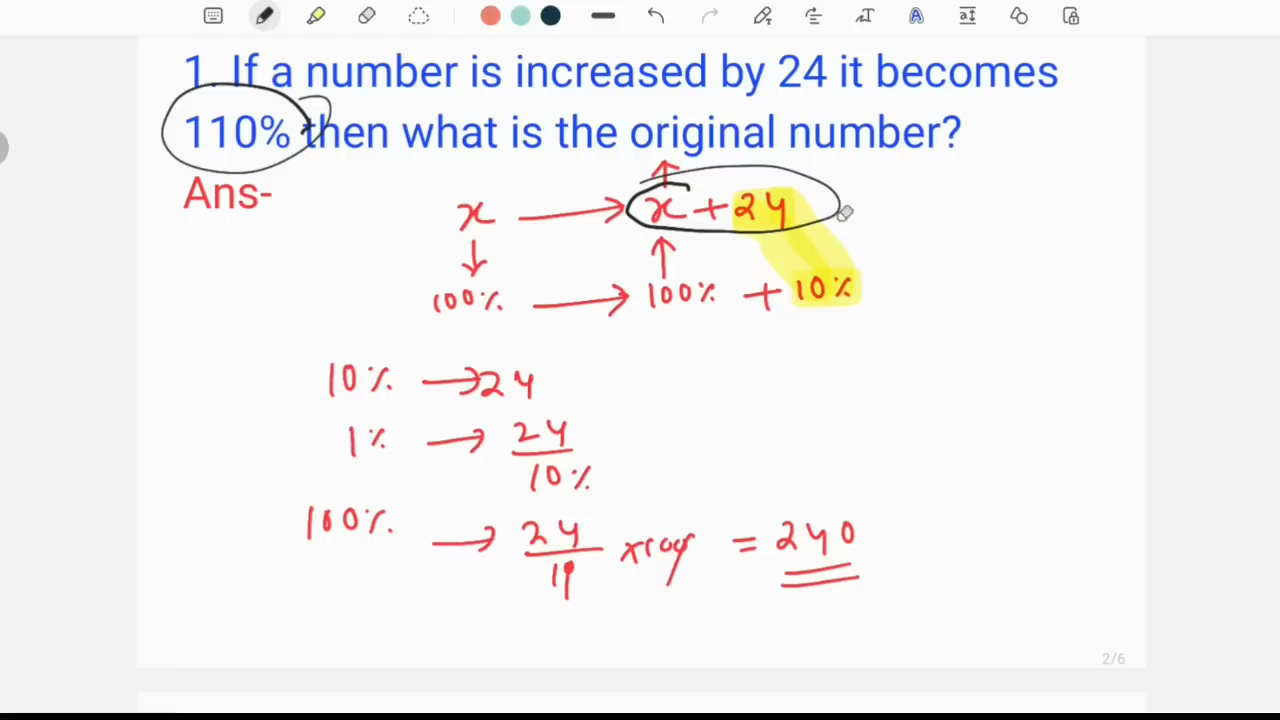 1. If a number is increased by 24 it becomes
110% then what is the original number?
Ans-
x → x + 24
100% → 100% + 10%
10% → 24
1% → 24/10%
100% → 24/10 x100 = 240
2/6